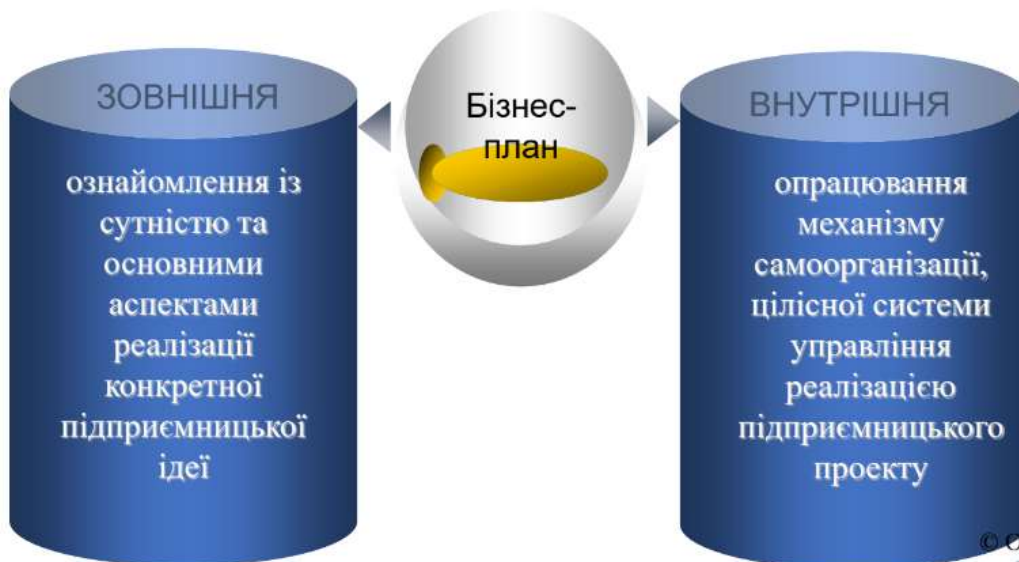 ЗОВНІШНЯ
ознайомлення із
сутністю та
основними
аспектами
реалізації
конкретної
підприємницької
ідеї
Бізнес-
план
ВНУТРІШНЯ
опрацювання
механізму
самоорганізації,
цілісної системи
управління
реалізацією
підприємницького
проекту
©